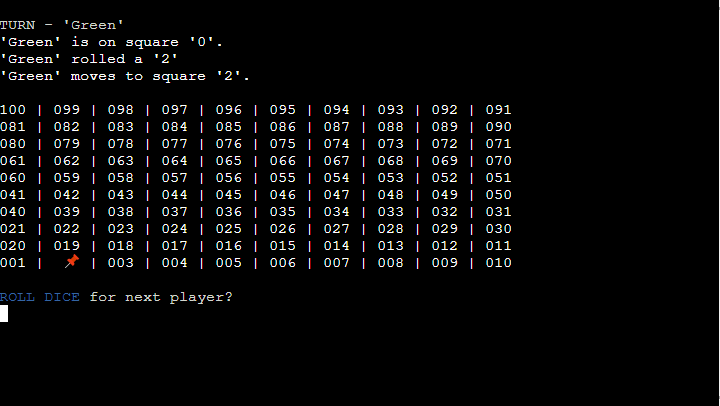 TURN - 'Green'
'Green' is on square '0'.
'Green' rolled a '2'
'Green' moves to square '2'.
100 | 099 | 098 | 097 | 096 | 095 | 094 | 093 | 092 | 091
081 | 082 | 083 | 084 | 085 | 086 | 087 | 088 | 089 | 090
080 | 079 | 078 | 077 | 076 | 075 | 074 | 073 | 072 | 071
061 | 062 | 063 | 064 | 065 | 066 | 067 | 068 | 069 | 070
060 | 059 | 058 | 057 | 056 | 055 | 054 | 053 | 052 | 051
041 | 042 | 043 | 044 | 045 | 046 | 047 | 048 | 049 | 050
040 | 039 | 038 | 037 | 036 | 035 | 034 | 033 | 032 | 031
021 | 022 | 023 | 024 | 025 | 026 | 027 | 028 | 029 | 030
020 | 019 | 018 | 017 | 016 | 015 | 014 | 013 | 012 | 011
001 | 📌 | 003 | 004 | 005 | 006 | 007 | 008 | 009 | 010
ROLL DICE for next player?